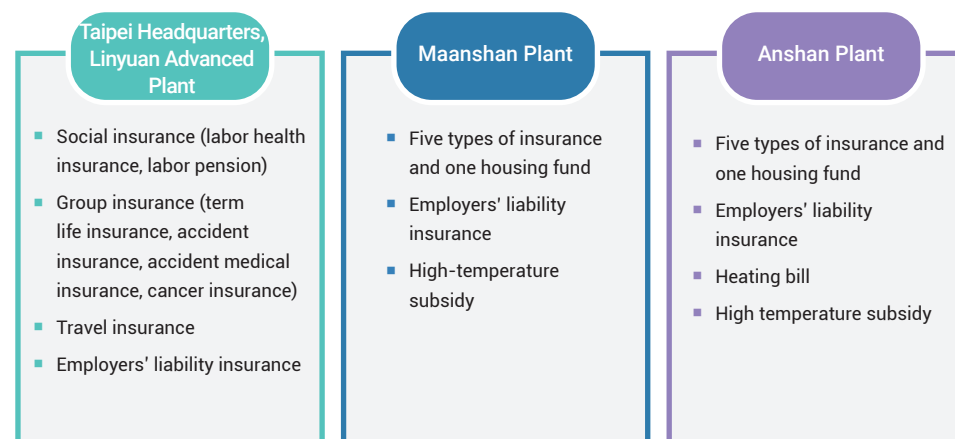 Taipei Headquarters,
Linyuan Advanced
Plant
Social insurance (labor health
insurance, labor pension)
Group insurance (term
life insurance, accident
insurance, accident medical
insurance, cancer insurance)
Travel insurance
Employers' liability insurance
Maanshan Plant
Five types of insurance
and one housing fund
Employers' liability
insurance
High-temperature
subsidy
Anshan Plant
Five types of insurance and
one housing fund
Employers' liability
insurance
Heating bill
High temperature subsidy